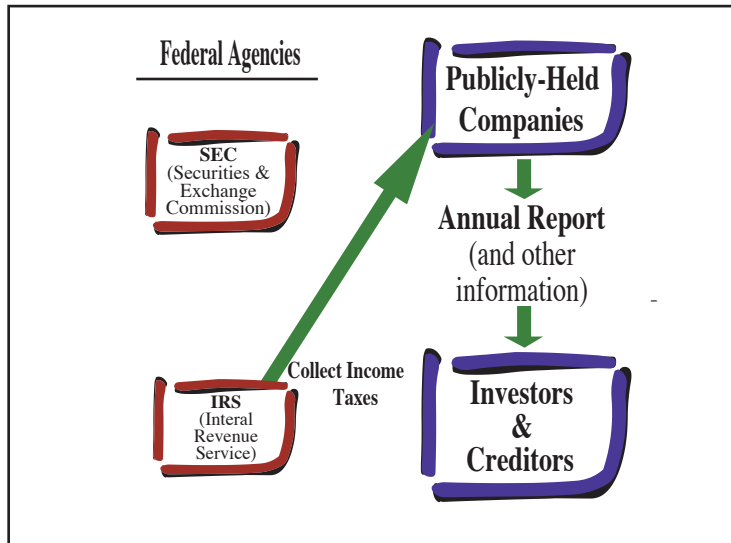 Federal Agencies
SEC
(Securities &
Exchange
Commission)
IRS
(Interal
Revenue
Service)
Collect Income
Taxes
Publicly-Held
Companies
Annual Report
(and other
information)
-
Investors
&
Creditors